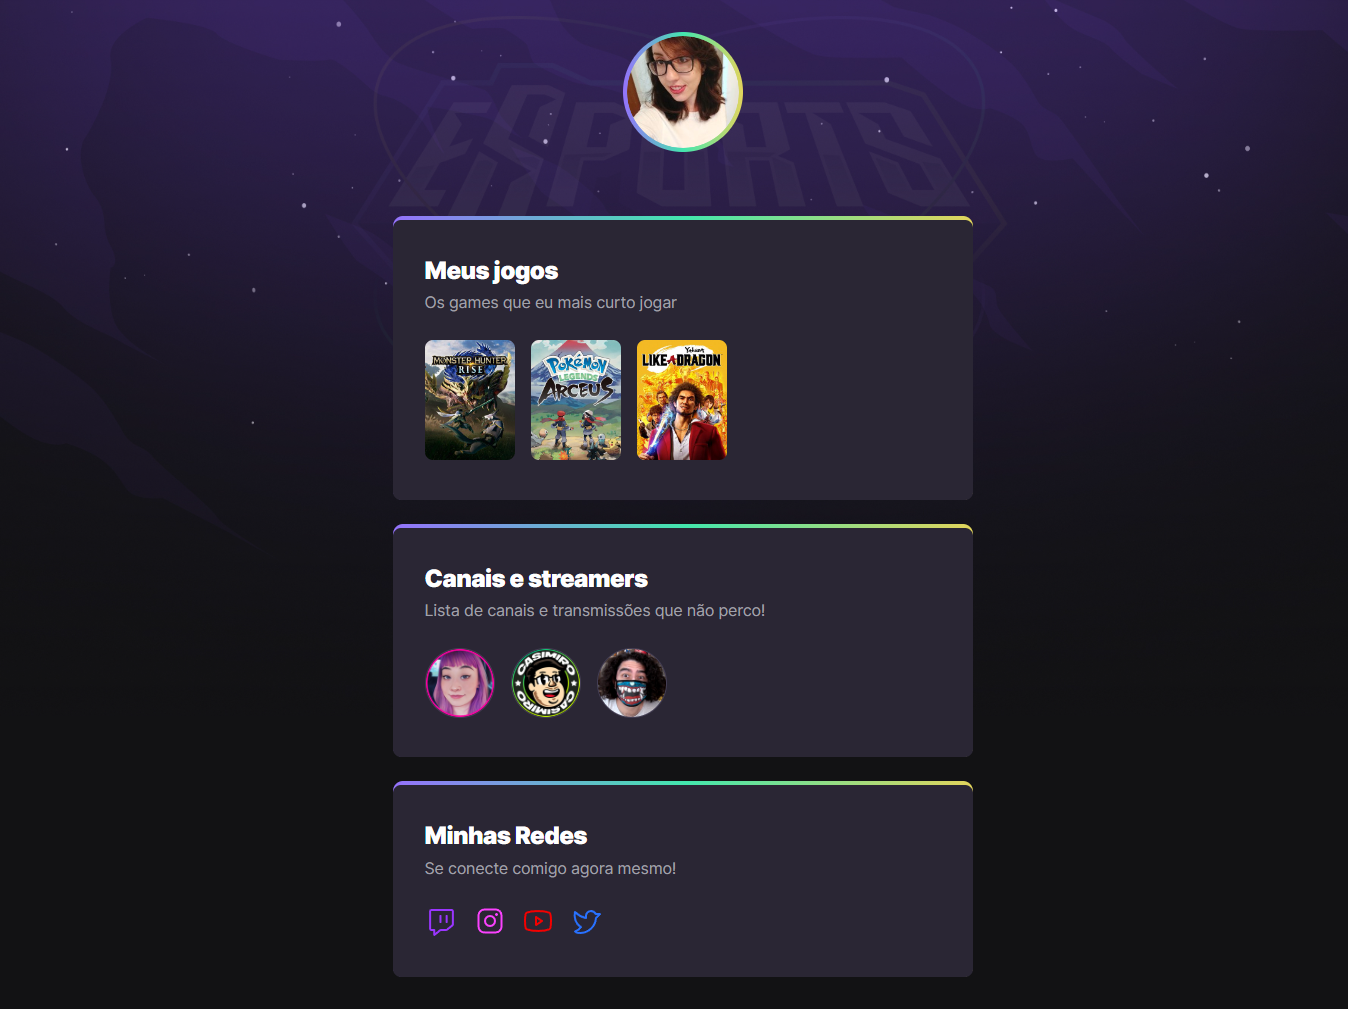 ESPORTS
Meus jogos
Os games que eu mais curto jogar
MONSTER HUNTER
RISE
POKéMON
LEGENDS
ARCEUS
Yakuza
LIKE A DRAGON
Canais e streamers
Lista de canais e transmissões que não perco!
CASIMIRO
CASIMIRO
Minhas Redes
Se conecte comigo agora mesmo!